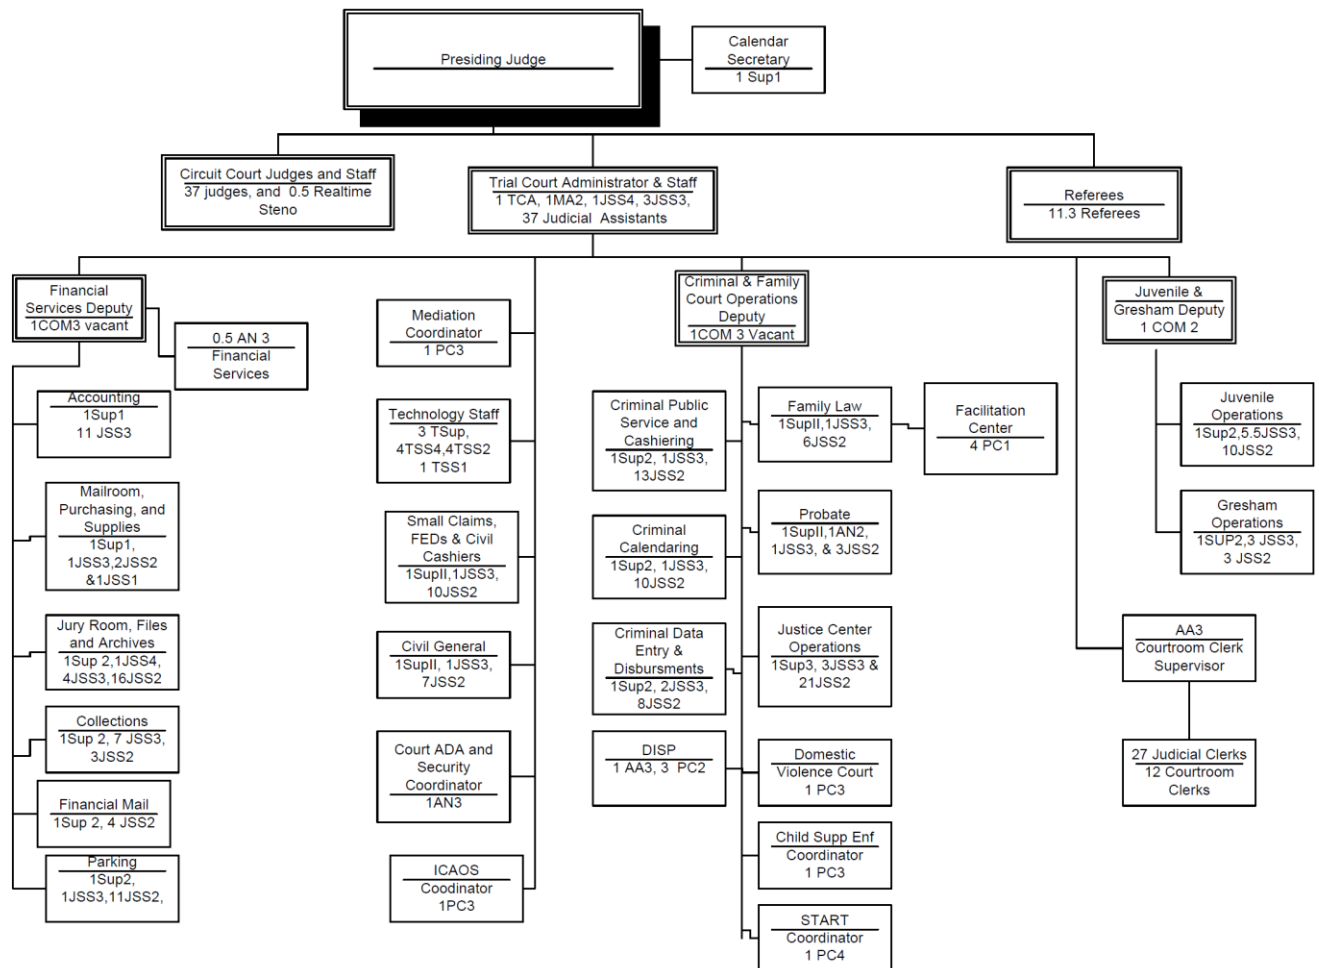 Presiding Judge
Calendar
Secretary
1 Sup1
Circuit Court Judges and Staff
37 judges, and 0.5 Realtime
Steno
Trial Court Administrator & Staff
1 TCA, 1MA2, 1JSS4, 3JSS3,
37 Judicial Assistants
Referees
11.3 Referees
Financial
Services Deputy
1COM3 vacant
0.5 AN 3
Financial
Services
Accounting
1Sup1
11 JSS3
Mailroom,
Purchasing, and
Supplies
1Sup1,
1JSS3,2JSS2
&1JSS1
Jury Room, Files
and Archives
1Sup 2,1JSS4,
4JSS3,16JSS2
Collections
1Sup 2, 7 JSS3,
3JSS2
Financial Mail
1Sup 2, 4 JSS2
Parking
1Sup2,
1JSS3,11JSS2,
Mediation
Coordinator
1 PC3
Technology Staff
3 TSup,
4TSS4,4TSS2
1 TSS1
Small Claims,
FEDs & Civil
Cashiers
1SupII,1JSS3,
10JSS2
Civil General
1SupII, 1JSS3,
7JSS2
Court ADA and
Security
Coordinator
1AN3
ICAOS
Coodinator
1PC3
Criminal & Family
Court Operations
Deputy
1COM 3 Vacant
Criminal Public
Service and
Cashiering
1Sup2, 1JSS3,
13JSS2
Criminal
Calendaring
1Sup2, 1JSS3,
10JSS2
Criminal Data
Entry &
Disbursments
1Sup2, 2JSS3,
8JSS2
DISP
1 AA3, 3 PC2
Family Law
1SupII,1JSS3,
6JSS2
Facilitation
Center
4 PC1
Probate
1SupII,1AN2,
1JSS3, & 3JSS2
Justice Center
Operations
1Sup3, 3JSS3 &
21JSS2
Domestic
Violence Court
1 PC3
Child Supp Enf
Coordinator
1 PC3
START
Coordinator
1 PC4
Juvenile &
Gresham Deputy
1 COM 2
Juvenile
Operations
1Sup2,5.5JSS3,
10JSS2
Gresham
Operations
1SUP2,3 JSS3,
3 JSS2
AA3
Courtroom Clerk
Supervisor
27 Judicial Clerks
12 Courtroom
Clerks